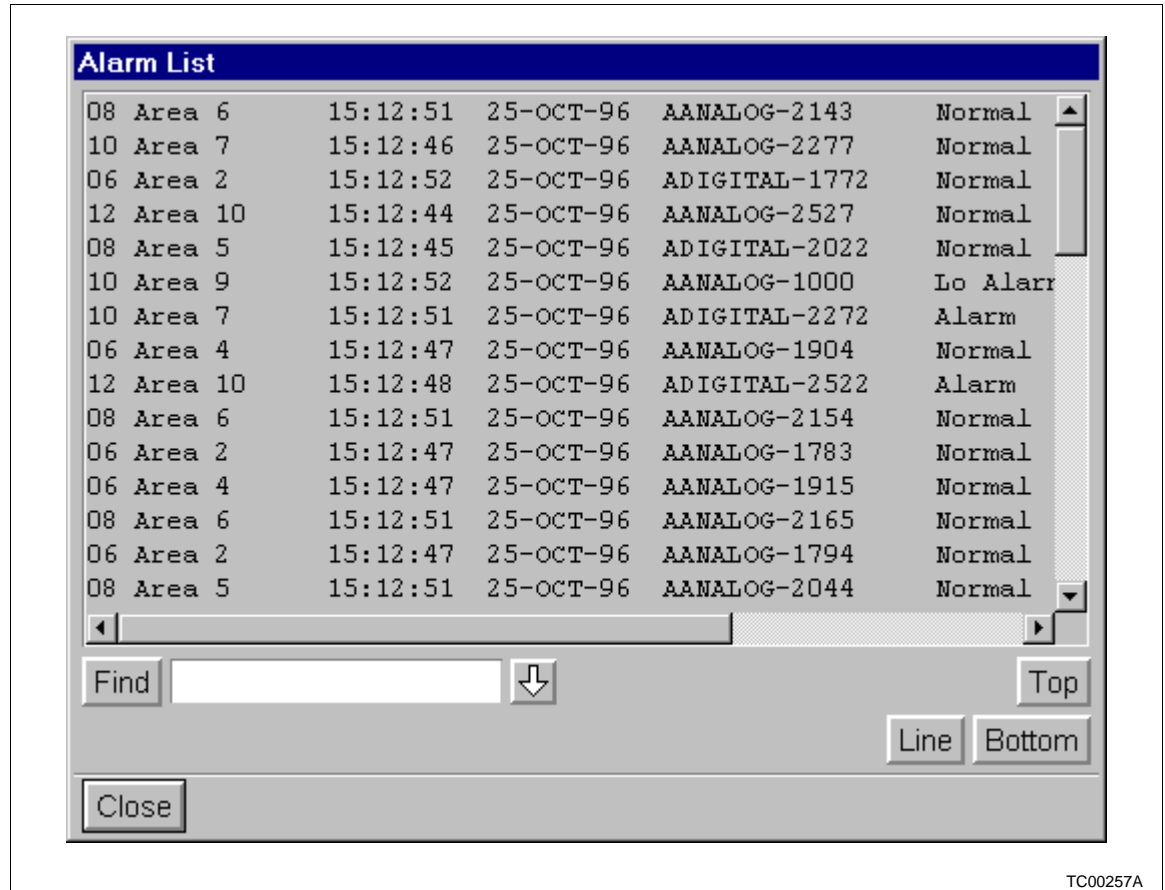 Alarm List
08 Area 6 15:12:51 25-OCT-96 AANALOG-2143 Normal
10 Area 7 15:12:46 25-OCT-96 AANALOG-2277 Normal
06 Area 2 15:12:52 25-OCT-96 ADIGITAL-1772 Normal
12 Area 10 15:12:44 25-OCT-96 AANALOG-2527 Normal
08 Area 5 15:12:45 25-OCT-96 ADIGITAL-2022 Normal
10 Area 9 15:12:52 25-OCT-96 AANALOG-1000 Lo Alarm
10 Area 7 15:12:51 25-OCT-96 ADIGITAL-2272 Alarm
06 Area 4 15:12:47 25-OCT-96 AANALOG-1904 Normal
12 Area 10 15:12:48 25-OCT-96 ADIGITAL-2522 Alarm
08 Area 6 15:12:51 25-OCT-96 AANALOG-2154 Normal
06 Area 2 15:12:47 25-OCT-96 AANALOG-1783 Normal
06 Area 4 15:12:47 25-OCT-96 AANALOG-1915 Normal
08 Area 6 15:12:51 25-OCT-96 AANALOG-2165 Normal
06 Area 2 15:12:47 25-OCT-96 AANALOG-1794 Normal
08 Area 5 15:12:51 25-OCT-96 AANALOG-2044 Normal
Find Top
Line Bottom
Close
TC00257A